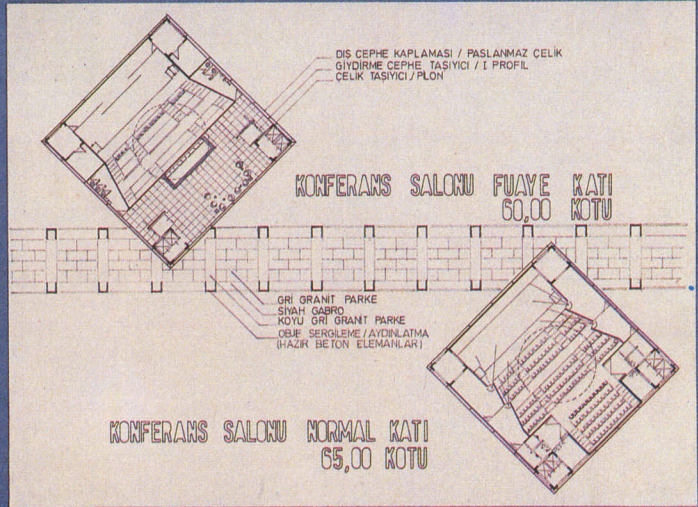 DIŞ CEPHE KAPLAMASI / PASLANMAZ ÇELİK
GİYDİRME CEPHE TAŞIYICI / I PROFİL
ÇELİK TAŞIYICI / PLON
KONFERANS SALONU FUAYE KATI
60,00 KOTU
GRİ GRANİT PARKE
SİYAH GABRO
KOYU GRİ GRANİT PARKE
OBJE SERGİLEME / AYDINLATMA
(HAZIR BETON ELEMANLAR)
KONFERANS SALONU NORMAL KATI
65,00 KOTU